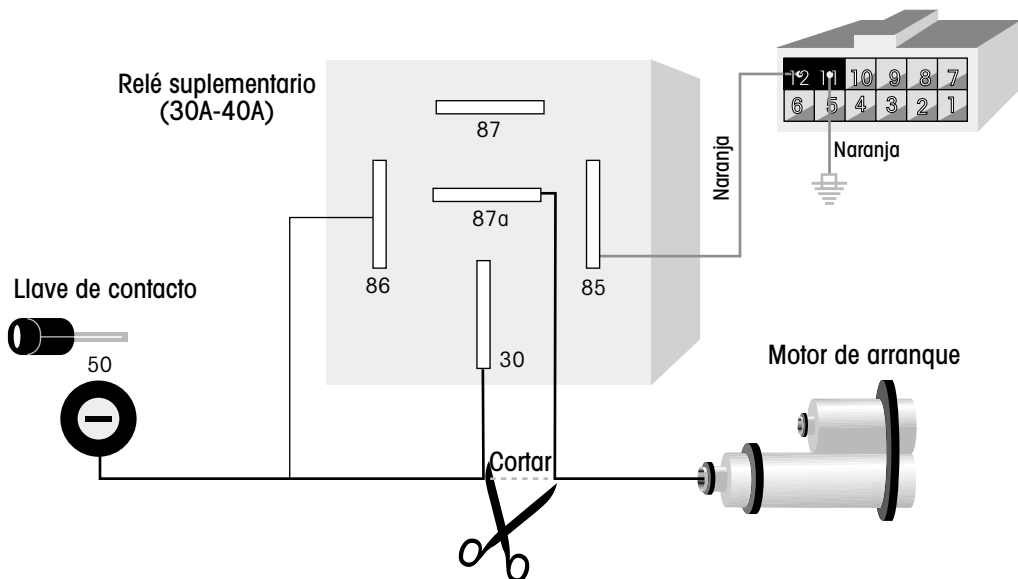 Relé suplementario
(30A-40A)
87
87a
86
85
30
12 11 10 9 8 7
6 5 4 3 2 1
Naranja
Naranja
Llave de contacto
50
Motor de arranque
Cortar